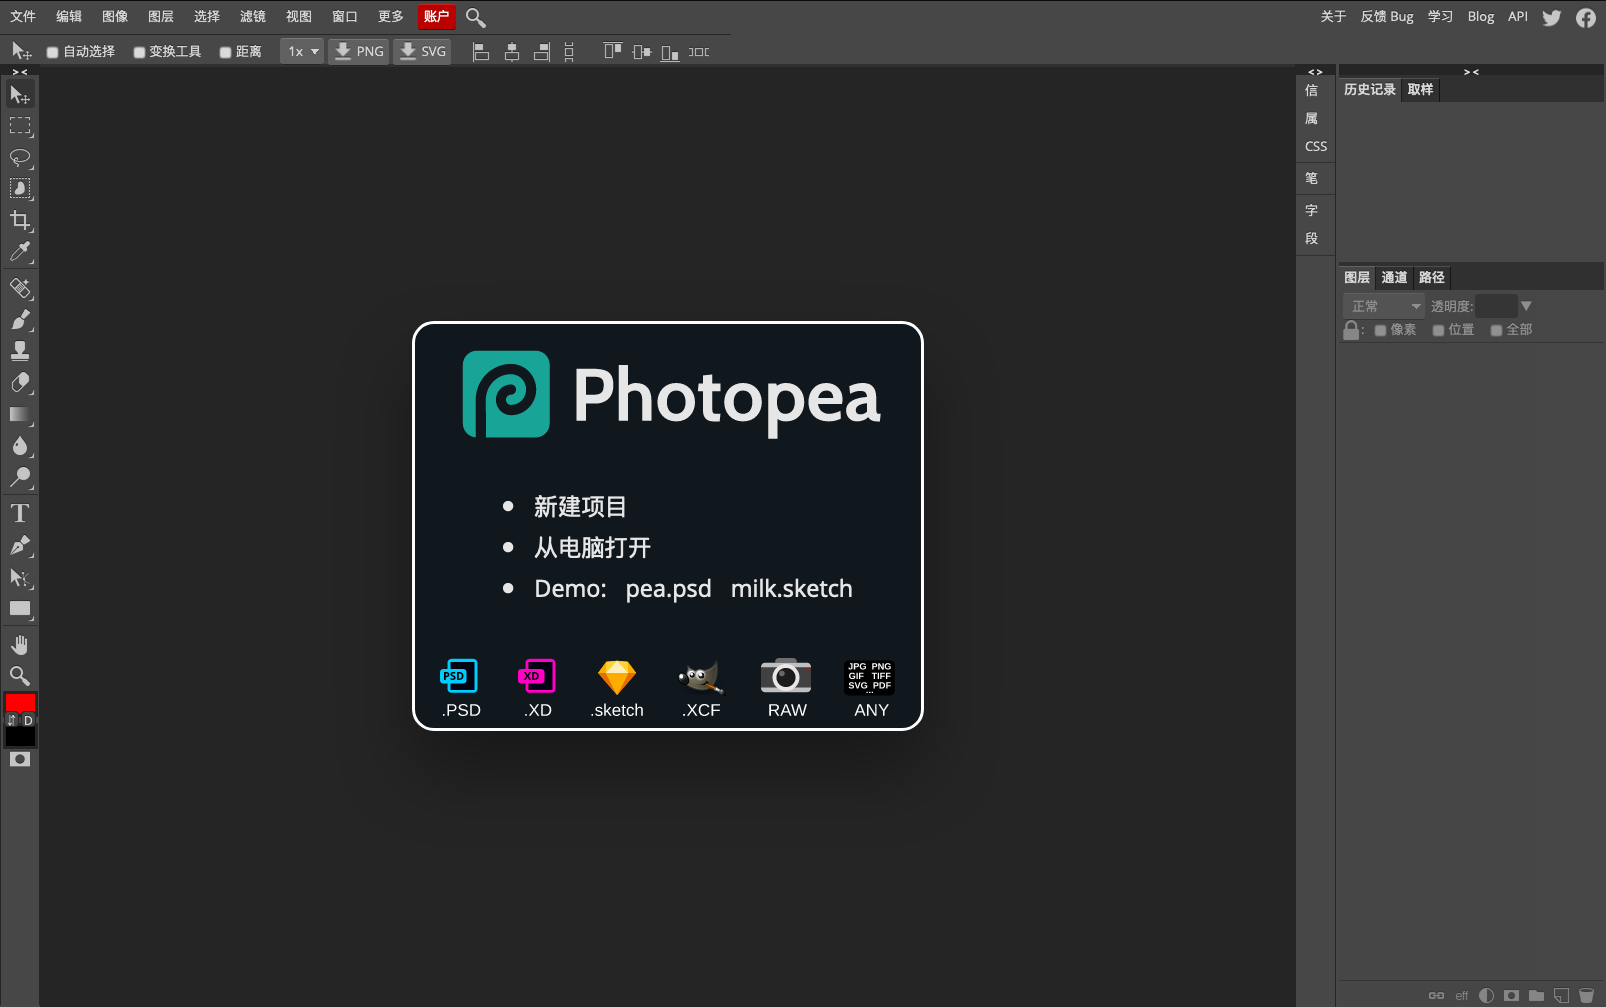 文件 编辑 图像 图层 选择 滤镜 视图 窗口 更多 账户 关于 反馈 Bug 学习 Blog API
自动选择 变换工具 距离 1x PNG SVG
> < < > > <
历史记录 取样
信
属
CSS
笔
字
段
图层 通道 路径
正常 透明度:
: 像素 位置 全部
Photopea
新建项目
从电脑打开
Demo: pea.psd milk.sketch
PSD XD JPG PNG
GIF TIFF
SVG PDF
...
.PSD .XD .sketch .XCF RAW ANY
T
D
eff